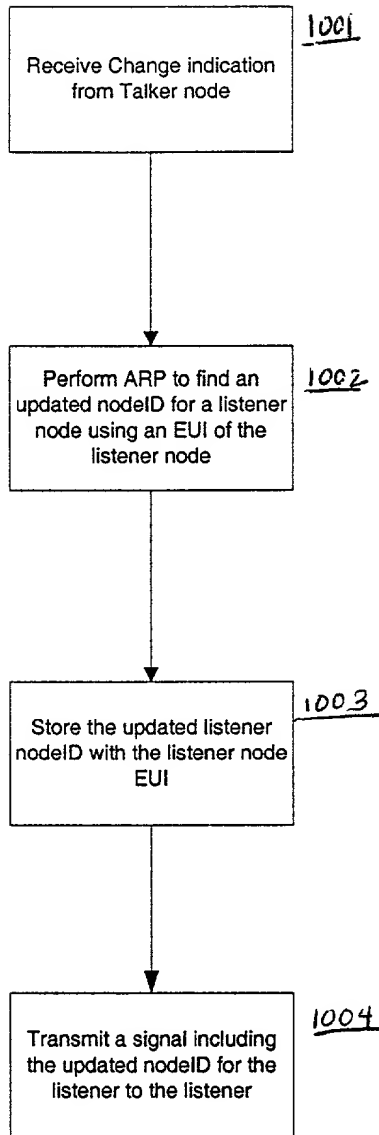 1001
Receive Change indication
from Talker node
1002
Perform ARP to find an
updated nodeID for a listener
node using an EUI of the
listener node
1003
Store the updated listener
nodeID with the listener node
EUI
1004
Transmit a signal including
the updated nodeID for the
listener to the listener